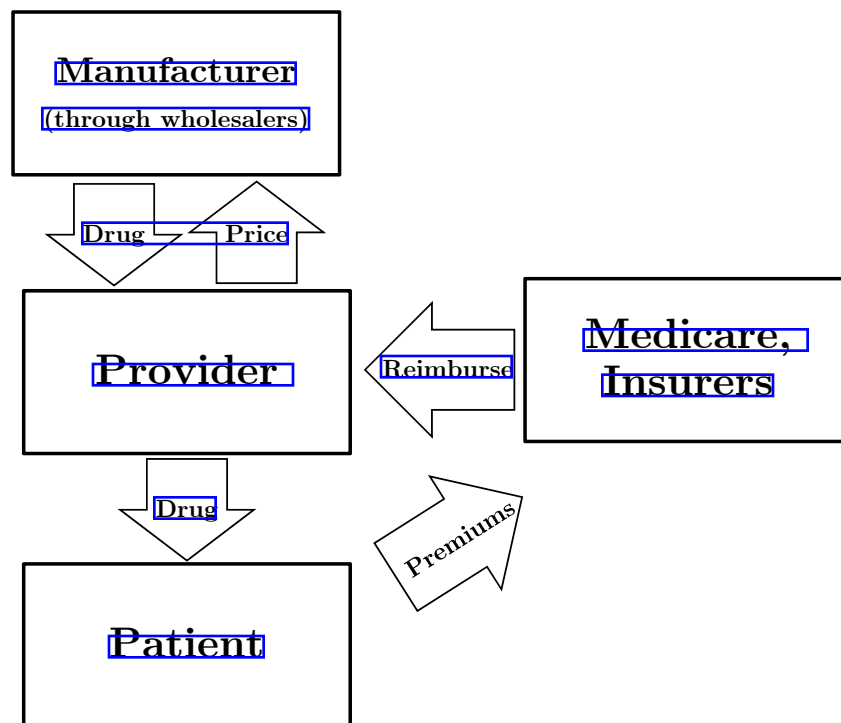 Manufacturer
(through wholesalers)
Drug Price
Provider
Reimburse
Medicare,
Insurers
Drug
Premiums
Patient